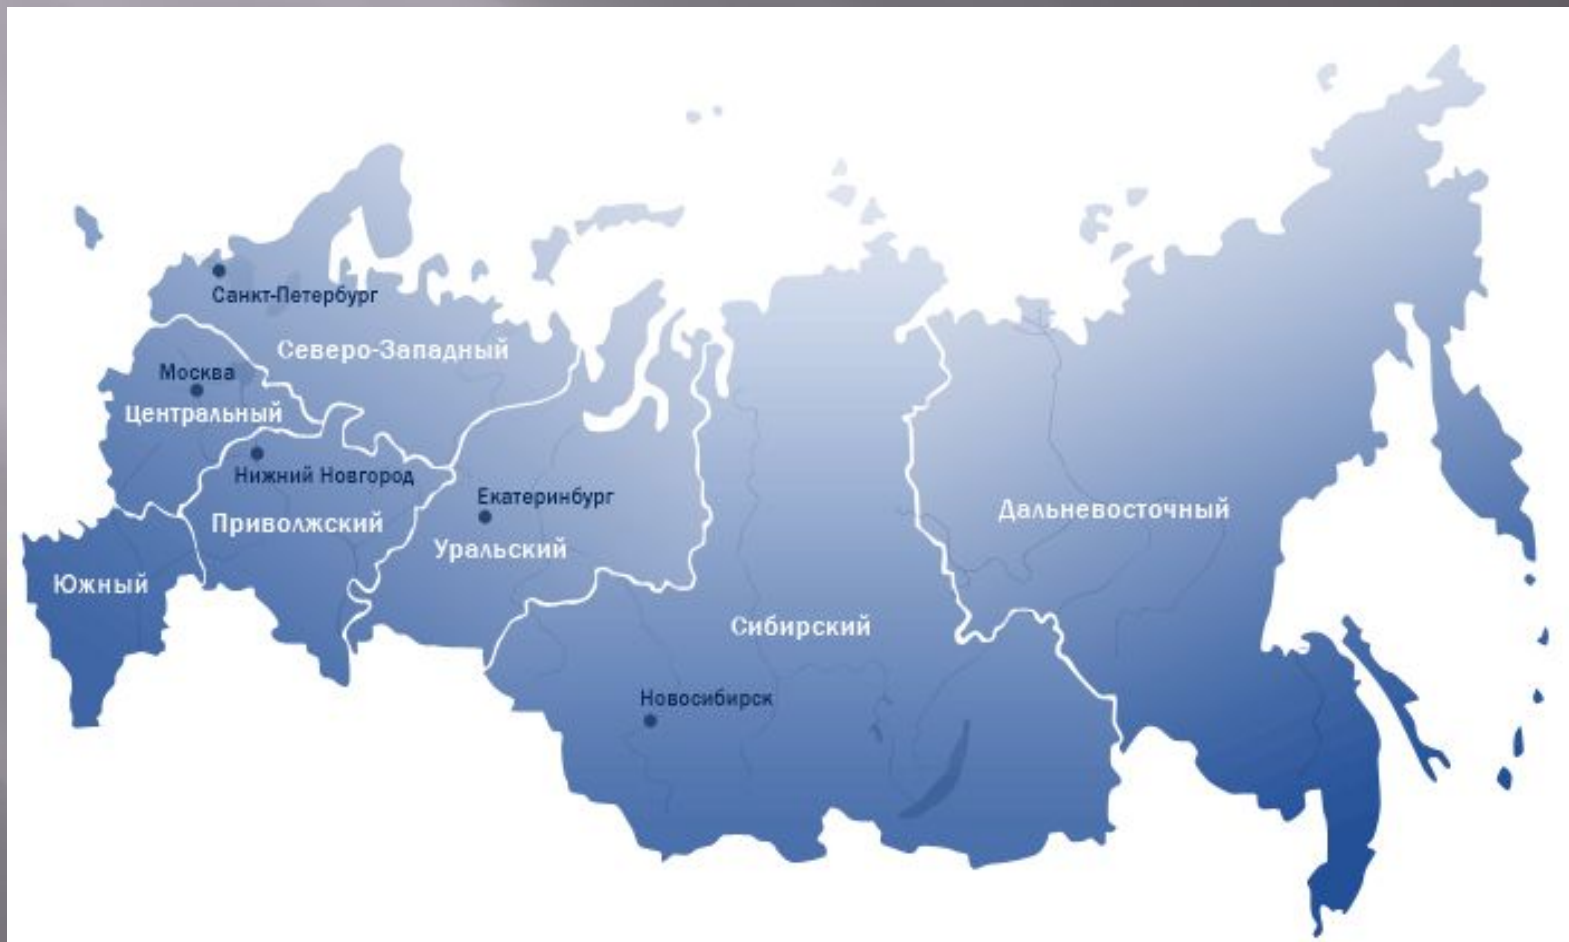 Санкт-Петербург
Северо-Западный
Москва
Центральный
Нижний Новгород
Екатеринбург
Дальневосточный
Приволжский
Уральский
Южный
Сибирский
Новосибирск